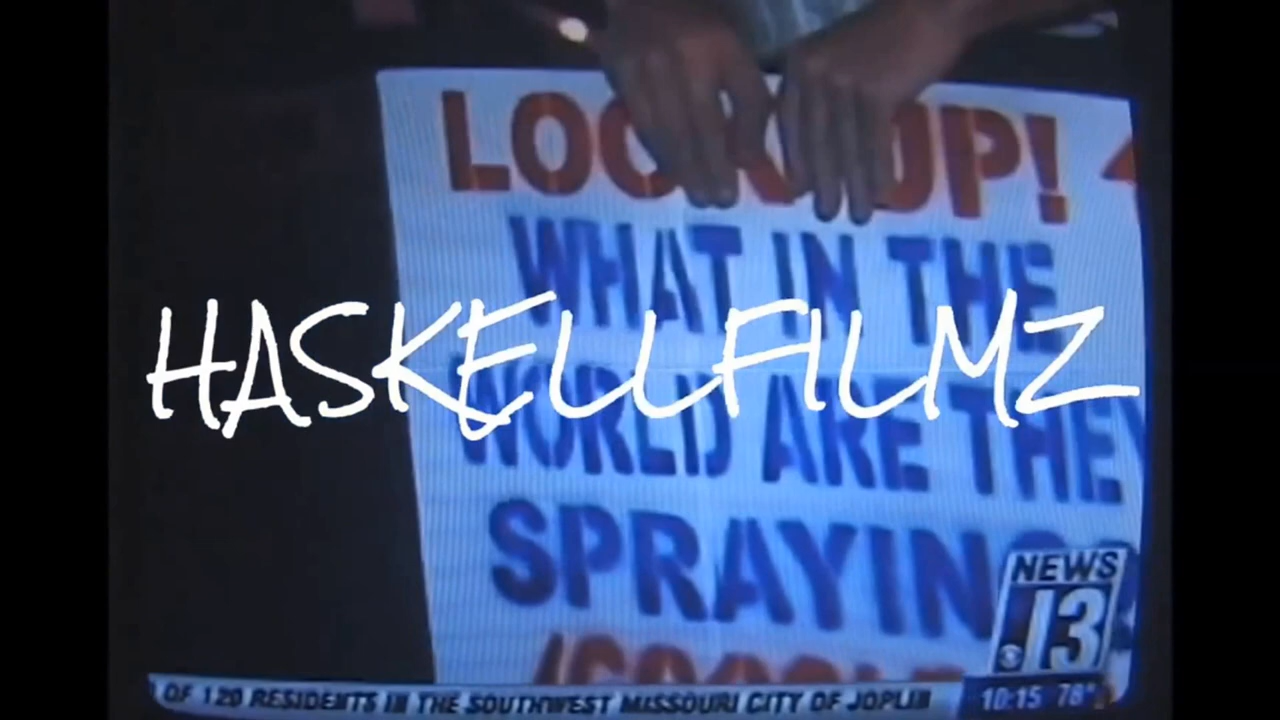 LOOK UP!
WHAT IN THE
HASKELLFILMZ
WORLD ARE THEY
SPRAYING
NEWS
13
OF 120 RESIDENTS IN THE SOUTHWEST MISSOURI CITY OF JOPLIN
10:15 78°